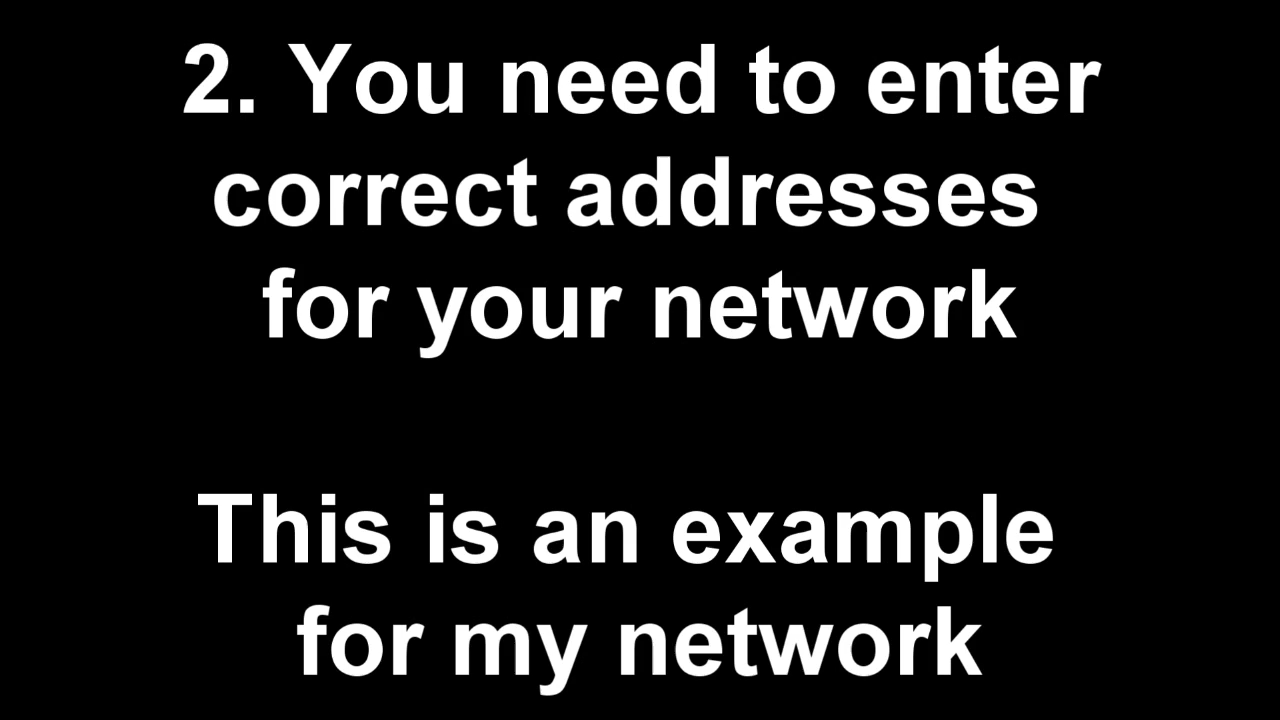 2. You need to enter
correct addresses
for your network
This is an example
for my network